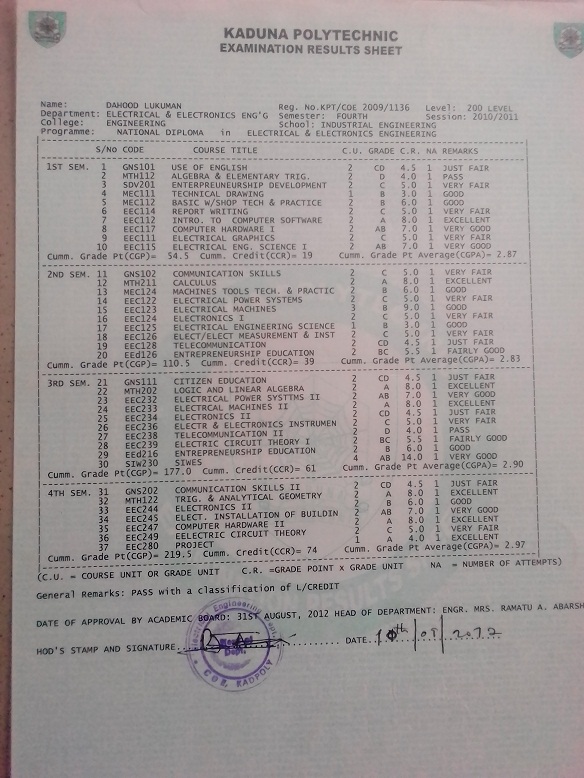 KADUNA POLYTECHNIC
EXAMINATION RESULTS SHEET
Name: DAHOOD LUKUMAN Reg. No.KPT/COE 2009/1136 Level: 200 LEVEL
Department: ELECTRICAL & ELECTRONICS ENG'G Semester: FOURTH Session: 2010/2011
College: ENGINEERING School: INDUSTRIAL ENGINEERING
Programme: NATIONAL DIPLOMA in ELECTRICAL & ELECTRONICS ENGINEERING
S/NO CODE COURSE TITLE C.U. GRADE C.R. NA REMARKS
1ST SEM. 1 GNS101 USE OF ENGLISH 2 CD 4.5 1 JUST FAIR
2 MTH112 ALGEBRA & ELEMENTARY TRIG. 2 D 4.0 1 PASS
3 SDV201 ENTERPREUNERSHIP DEVELOPMENT 2 C 5.0 1 VERY FAIR
4 MEC111 TECHNICAL DRAWING 1 B 3.0 1 GOOD
5 MEC112 BASIC W/SHOP TECH & PRACTICE 2 B 6.0 1 GOOD
6 EEC114 REPORT WRITING 2 C 5.0 1 VERY FAIR
7 EEC112 INTRO. TO COMPUTER SOFTWARE 2 A 8.0 1 EXCELLENT
8 EEC117 COMPUTER HARDWARE I 2 AB 7.0 1 VERY GOOD
9 EEC111 ELECTRICAL GRAPHICS 2 C 5.0 1 VERY FAIR
10 EEC115 ELECTRICAL ENG. SCIENCE I 2 AB 7.0 1 VERY GOOD
Cumm. Grade Pt(CGP)= 54.5 Cumm. Credit(CCR)= 19 Cumm. Grade Pt Average(CGPA) = 2.87
2ND SEM. 11 GNS102 COMMUNICATION SKILLS 2 C 5.0 1 VERY FAIR
12 MTH211 CALCULUS 2 A 8.0 1 EXCELLENT
13 MEC124 MACHINES TOOLS TECH. & PRACTIC 2 B 6.0 1 GOOD
14 EEC122 ELECTRICAL POWER SYSTEMS 2 C 5.0 1 VERY FAIR
15 EEC123 ELECTRICAL MACHINES 3 B 9.0 1 GOOD
16 EEC124 ELECTRONICS I 2 C 5.0 1 VERY FAIR
17 EEC125 ELECTRICAL ENGINEERING SCIENCE 1 B 3.0 1 GOOD
18 EEC126 ELECT/ELECT MEASUREMENT & INST 2 C 5.0 1 VERY FAIR
19 EEC128 TELECOMMUNICATION 2 CD 4.5 1 JUST FAIR
20 EEd126 ENTREPRENEURSHIP EDUCATION 2 BC 5.5 1 FAIRLY GOOD
Cumm. Grade Pt(CGP)= 110.5 Cumm. Credit(CCR)= 39 Cumm. Grade Pt Average(CGPA) = 2.83
3RD SEM. 21 GNS111 CITIZEN EDUCATION 2 CD 4.5 1 JUST FAIR
22 MTH202 LOGIC AND LINEAR ALGEBRA 2 A 8.0 1 EXCELLENT
23 EEC232 ELECTRICAL POWER SYSTTMS II 2 AB 7.0 1 VERY GOOD
24 EEC233 ELECTRCAL MACHINES II 2 A 8.0 1 EXCELLENT
25 EEC234 ELECTRONICS II 2 CD 4.5 1 JUST FAIR
26 EEC236 ELECTR & ELECTRONICS INSTRUMEN 2 C 5.0 1 VERY FAIR
27 EEC238 TELECOMMUNICATION II 2 D 4.0 1 PASS
28 EEC239 ELECTRIC CIRCUIT THEORY I 2 BC 5.5 1 FAIRLY GOOD
29 Eed216 ENTREPRENEURSHIP EDUCATION 2 B 6.0 1 GOOD
30 SIW230 SIWES 4 AB 14.0 1 VERY GOOD
Cumm. Grade Pt(CGP)= 177.0 Cumm. Credit(CCR)= 61 Cumm. Grade Pt Average(CGPA) = 2.90
4TH SEM. 31 GNS202 COMMUNICATION SKILLS II 2 CD 4.5 1 JUST FAIR
32 MTH122 TRIG. & ANALYTICAL GEOMETRY 2 A 8.0 1 EXCELLENT
33 EEC244 ELECTRONICS II 2 B 6.0 1 GOOD
34 EEC245 ELECT. INSTALLATION OF BUILDIN 2 AB 7.0 1 VERY GOOD
35 EEC247 COMPUTER HARDWARE II 2 A 8.0 1 EXCELLENT
36 EEC249 EELECTRIC CIRCUIT THEORY 2 C 5.0 1 VERY FAIR
37 EEC280 PROJECT 1 A 4.0 1 EXCELLENT
Cumm. Grade Pt(CGP)= 219.5 Cumm. Credit(CCR)= 74 Cumm. Grade Pt Average(CGPA) = 2.97
(C.U. = COURSE UNIT OR GRADE UNIT C.R. =GRADE POINT x GRADE UNIT NA = NUMBER OF ATTEMPTS)
General Remarks: PASS with a classification of L/CREDIT
DATE OF APPROVAL BY ACADEMIC BOARD: 31ST AUGUST, 2012 HEAD OF DEPARTMENT: ENGR. MRS. RAMATU A. ABARSH
HOD'S STAMP AND SIGNATURE DATE
Engineering
Dept.
COE, KADPOLY